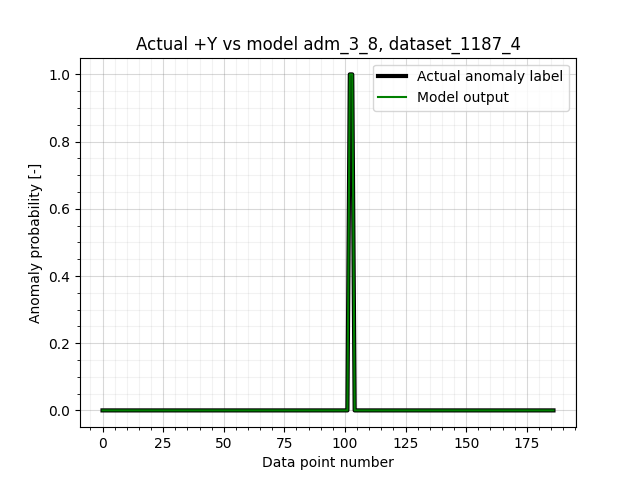 Actual +Y vs model adm_3_8, dataset_1187_4
Actual anomaly label
Model output
Anomaly probability [-]
1.0
0.8
0.6
0.4
0.2
0.0
0 25 50 75 100 125 150 175
Data point number